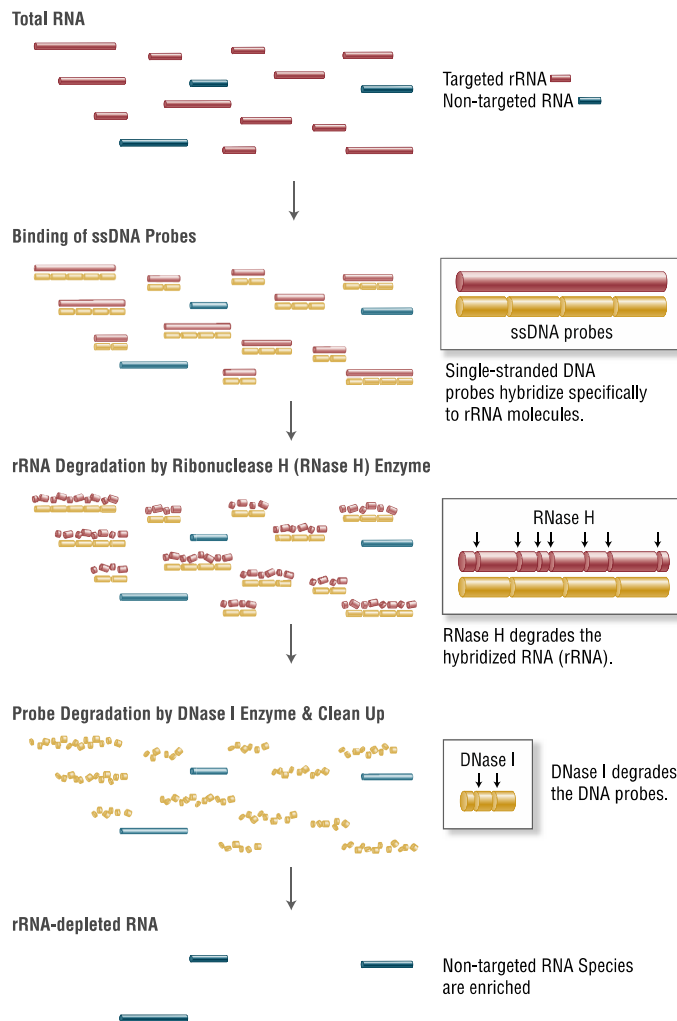 Total RNA
Targeted rRNA
Non-targeted RNA
Binding of ssDNA Probes
ssDNA probes
Single-stranded DNA
probes hybridize specifically
to rRNA molecules.
rRNA Degradation by Ribonuclease H (RNase H) Enzyme
RNase H
RNase H degrades the
hybridized RNA (rRNA).
Probe Degradation by DNase I Enzyme & Clean Up
DNase I
DNase I degrades
the DNA probes.
rRNA-depleted RNA
Non-targeted RNA Species
are enriched